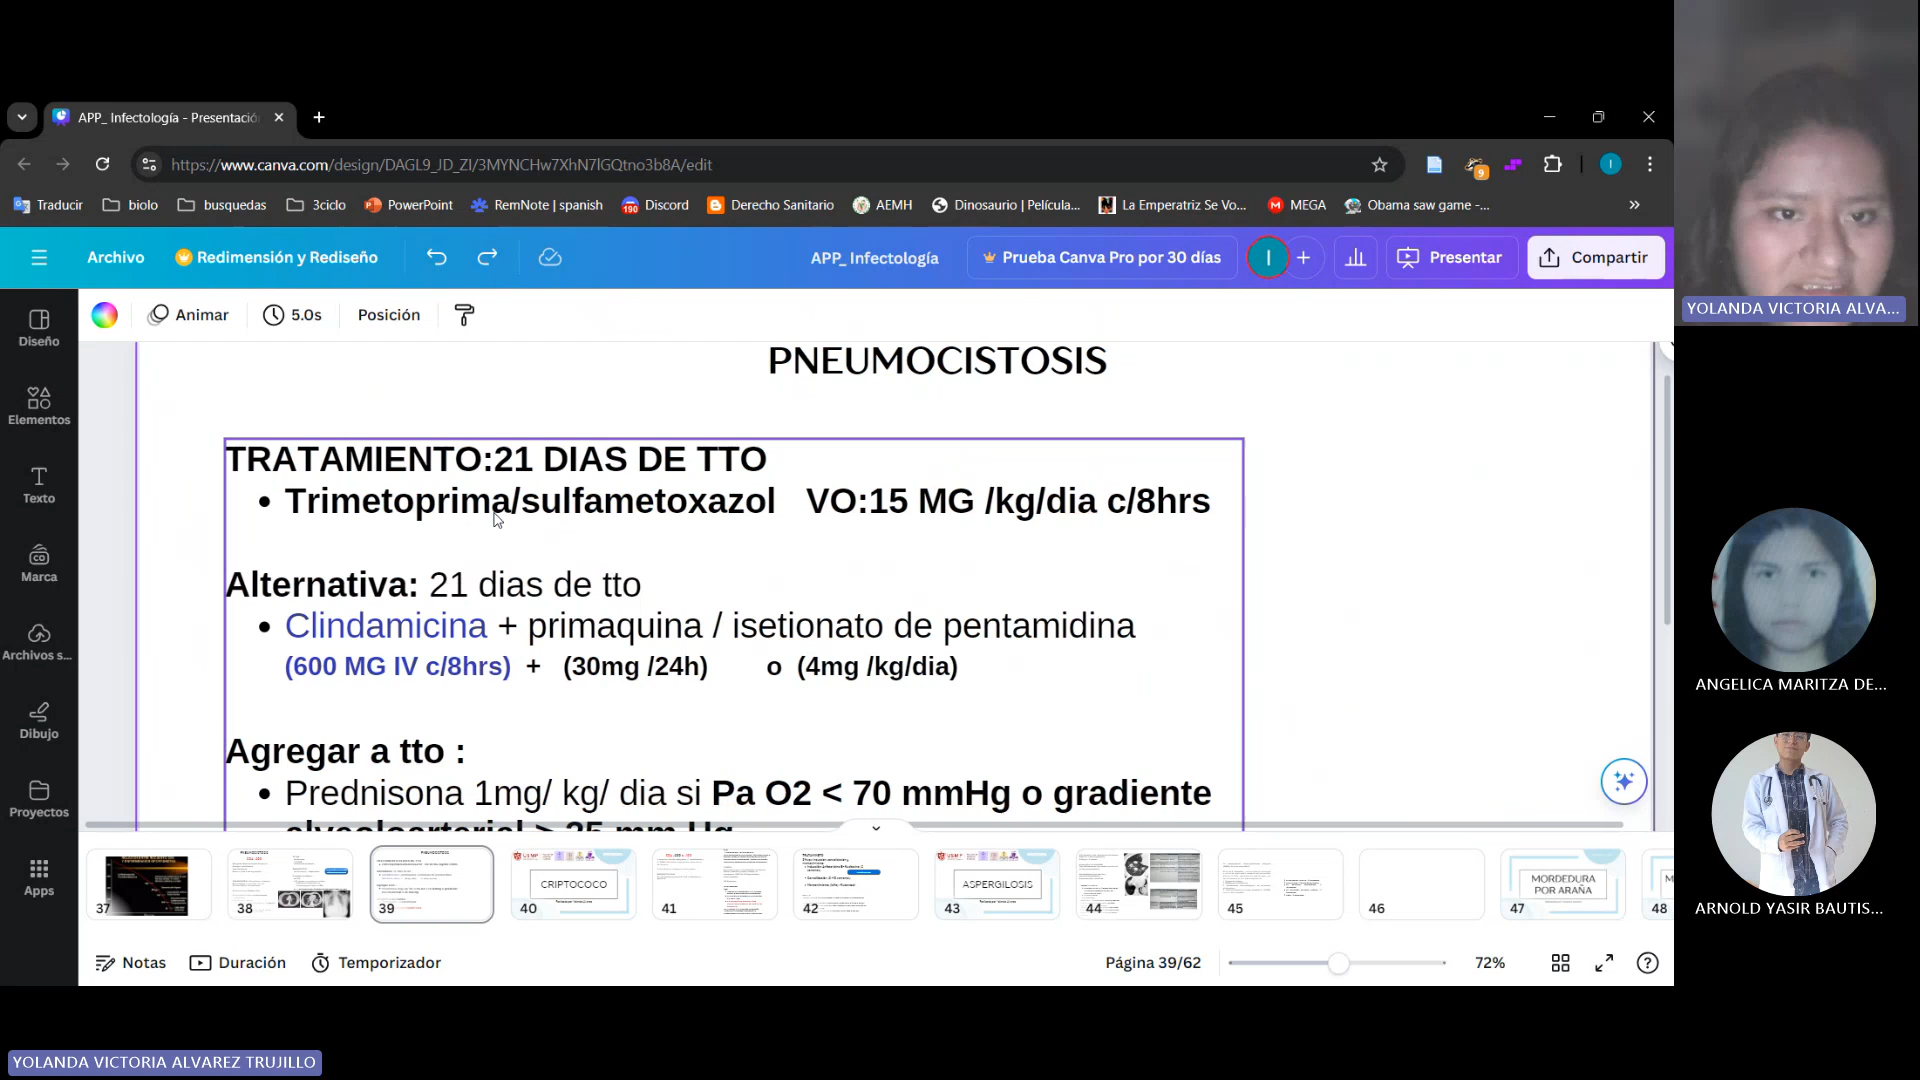 APP_ Infectología - Presentació
https://www.canva.com/design/DAGL9_JD_ZI/3MYNCHw7XhN7lGQtno3b8A/edit
9
I
Traducir
biolo
busquedas
3ciclo
PowerPoint
RemNote | spanish
190
Discord
Derecho Sanitario
AEMH
Dinosaurio | Película...
La Emperatriz Se Vo...
MEGA
Obama saw game -...
Archivo
Redimensión y Rediseño
APP_ Infectología
Prueba Canva Pro por 30 días
I
Presentar
Compartir
Animar
5.0s
Posición
Diseño
Elementos
Texto
Marca
Archivos s...
Dibujo
Proyectos
Apps
PNEUMOCISTOSIS
TRATAMIENTO:21 DIAS DE TTO
• Trimetoprima/sulfametoxazol VO:15 MG /kg/dia c/8hrs
Alternativa: 21 dias de tto
• Clindamicina + primaquina / isetionato de pentamidina
(600 MG IV c/8hrs) + (30mg /24h) o (4mg /kg/dia)
Agregar a tto :
• Prednisona 1mg/ kg/ dia si Pa O2 < 70 mmHg o gradiente
37
38
39
40
CRIPTOCOCO
41
42
43
ASPERGILOSIS
44
45
46
47
MORDEDURA
POR ARAÑA
48
Notas
Duración
Temporizador
Página 39/62
72%
YOLANDA VICTORIA ALVA...
ANGELICA MARITZA DE...
ARNOLD YASIR BAUTIS...
YOLANDA VICTORIA ALVAREZ TRUJILLO